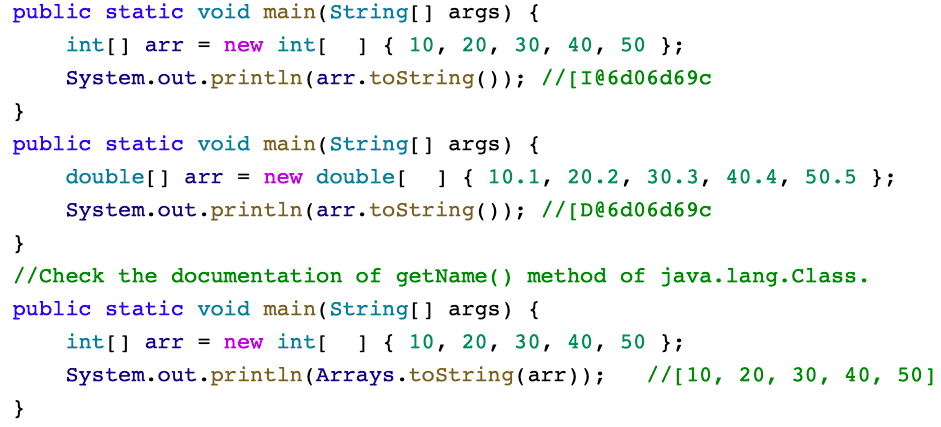 public static void main(String[] args) {
    int[] arr = new int[  ] { 10, 20, 30, 40, 50 };
    System.out.println(arr.toString()); //[I@6d06d69c
}
public static void main(String[] args) {
    double[] arr = new double[  ] { 10.1, 20.2, 30.3, 40.4, 50.5 };
    System.out.println(arr.toString()); //[D@6d06d69c
}
//Check the documentation of getName() method of java.lang.Class.
public static void main(String[] args) {
    int[] arr = new int[  ] { 10, 20, 30, 40, 50 };
    System.out.println(Arrays.toString(arr));   //[10, 20, 30, 40, 50]
}